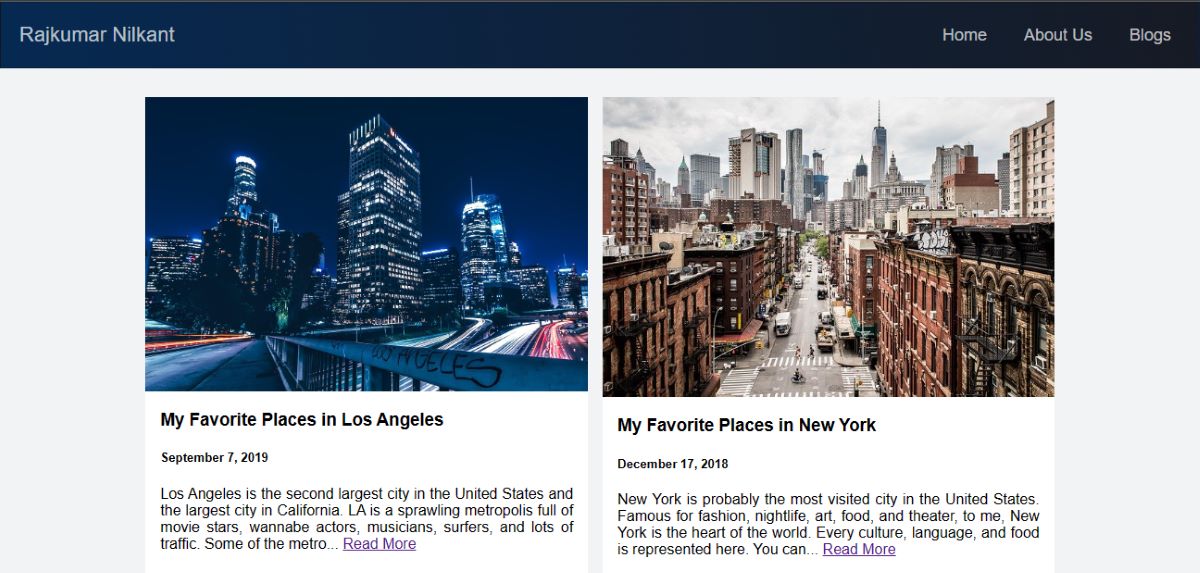 Rajkumar Nilkant
Home
About Us
Blogs
LOS ANGELES
My Favorite Places in Los Angeles
September 7, 2019
Los Angeles is the second largest city in the United States and
the largest city in California. LA is a sprawling metropolis full of
movie stars, wannabe actors, musicians, surfers, and lots of
traffic. Some of the metro... Read More
My Favorite Places in New York
December 17, 2018
New York is probably the most visited city in the United States.
Famous for fashion, nightlife, art, food, and theater, to me, New
York is the heart of the world. Every culture, language, and food
is represented here. You can... Read More